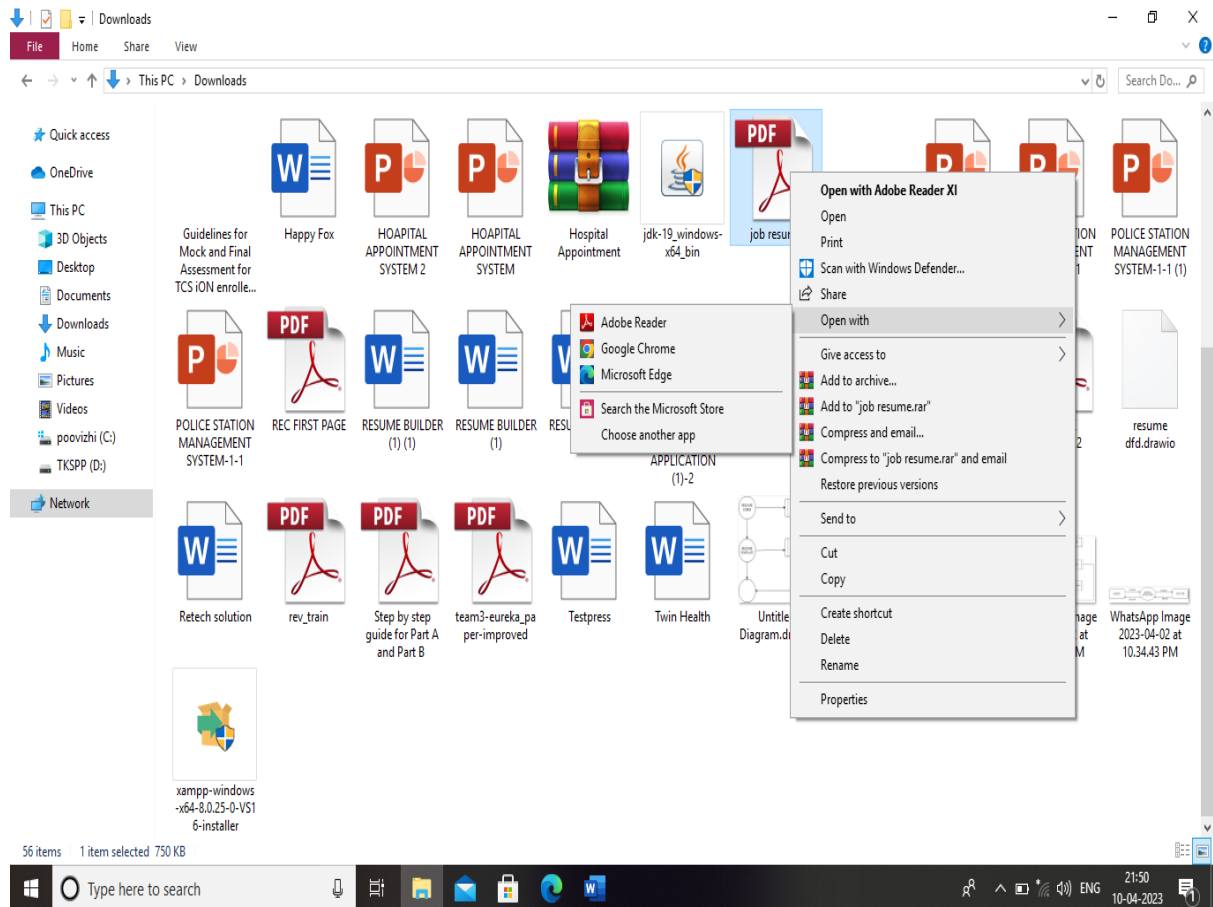 Downloads
File Home Share View
This PC > Downloads
Search Do...
Quick access
OneDrive
This PC
3D Objects
Desktop
Documents
Downloads
Music
Pictures
Videos
poovizhi (C:)
TKSPP (D:)
Network
Guidelines for
Mock and Final
Assessment for
TCS iON enrolle...
Happy Fox
HOAPITAL
APPOINTMENT
SYSTEM 2
HOAPITAL
APPOINTMENT
SYSTEM
Hospital
Appointment
jdk-19_windows-
x64_bin
PDF
job resu
POLICE STATION
MANAGEMENT
SYSTEM-1-1 (1)
Open with Adobe Reader XI
Open
Print
Scan with Windows Defender...
Share
Open with
Give access to
Add to archive...
Add to "job resume.rar"
Compress and email...
Compress to "job resume.rar" and email
Restore previous versions
Send to
Cut
Copy
Create shortcut
Delete
Rename
Properties
Adobe Reader
Google Chrome
Microsoft Edge
Search the Microsoft Store
Choose another app
POLICE STATION
MANAGEMENT
SYSTEM-1-1
PDF
REC FIRST PAGE
RESUME BUILDER
(1) (1)
RESUME BUILDER
(1)
RESU
APPLICATION
(1)-2
resume
dfd.drawio
Retech solution
PDF
rev_train
PDF
Step by step
guide for Part A
and Part B
PDF
team3-eureka_pa
per-improved
Testpress
Twin Health
Untitle
Diagram.dr
WhatsApp Image
2023-04-02 at
10.34.43 PM
xampp-windows
-x64-8.0.25-0-VS1
6-installer
56 items 1 item selected 750 KB
Type here to search
ENG
21:50
10-04-2023